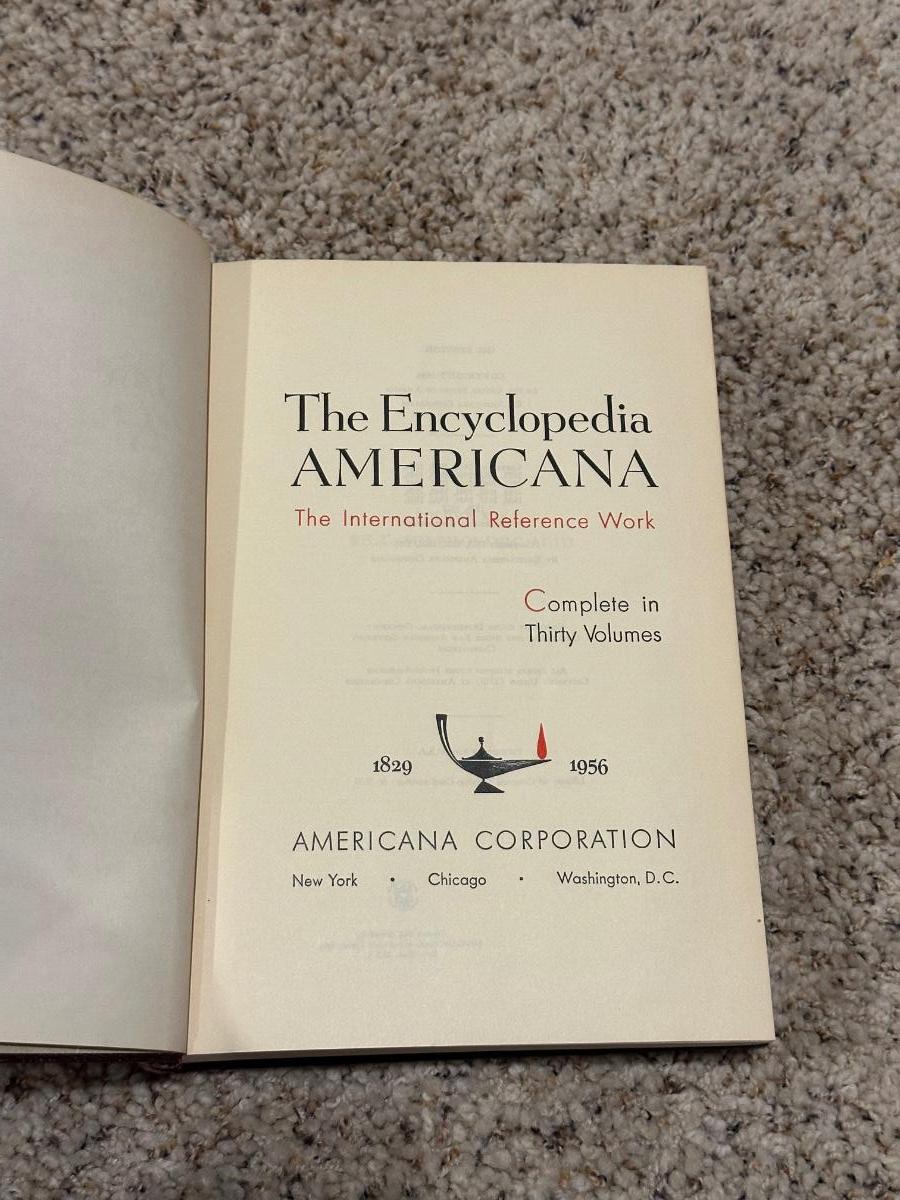 The Encyclopedia
AMERICANA
The International Reference Work
Complete in
Thirty Volumes
1829 1956
AMERICANA CORPORATION
New York • Chicago • Washington, D.C.